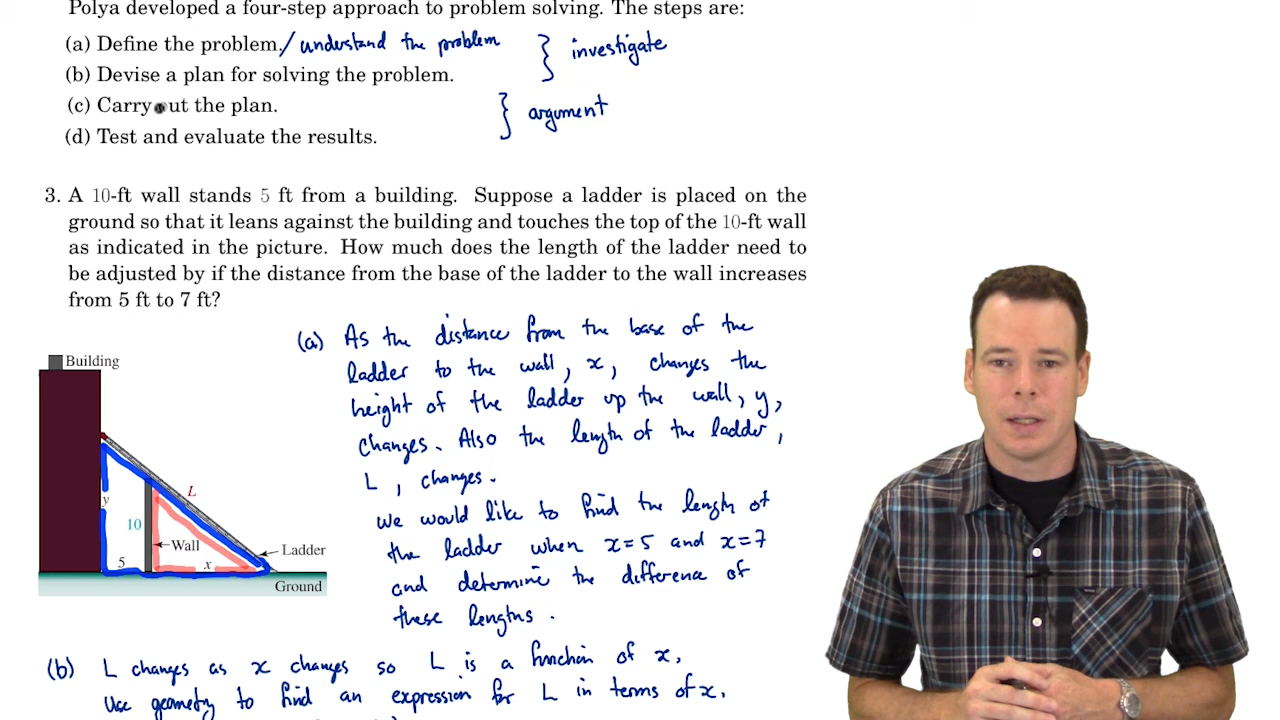 Polya developed a four-step approach to problem solving. The steps are:
(a) Define the problem./understand the problem } investigate
(b) Devise a plan for solving the problem.
(c) Carry out the plan. } argument
(d) Test and evaluate the results.
3. A 10-ft wall stands 5 ft from a building. Suppose a ladder is placed on the
ground so that it leans against the building and touches the top of the 10-ft wall
as indicated in the picture. How much does the length of the ladder need to
be adjusted by if the distance from the base of the ladder to the wall increases
from 5 ft to 7 ft?
Building
y
10
5
L
Wall
x
Ladder
Ground
(a) As the distance from the base of the
ladder to the wall, x, changes the
height of the ladder up the wall, y,
changes. Also the length of the ladder,
L, changes.
We would like to find the length of
the ladder when x=5 and x=7
and determine the difference of
these lengths.
(b) L changes as x changes so L is a function of x.
Use geometry to find an expression for L in terms of x.